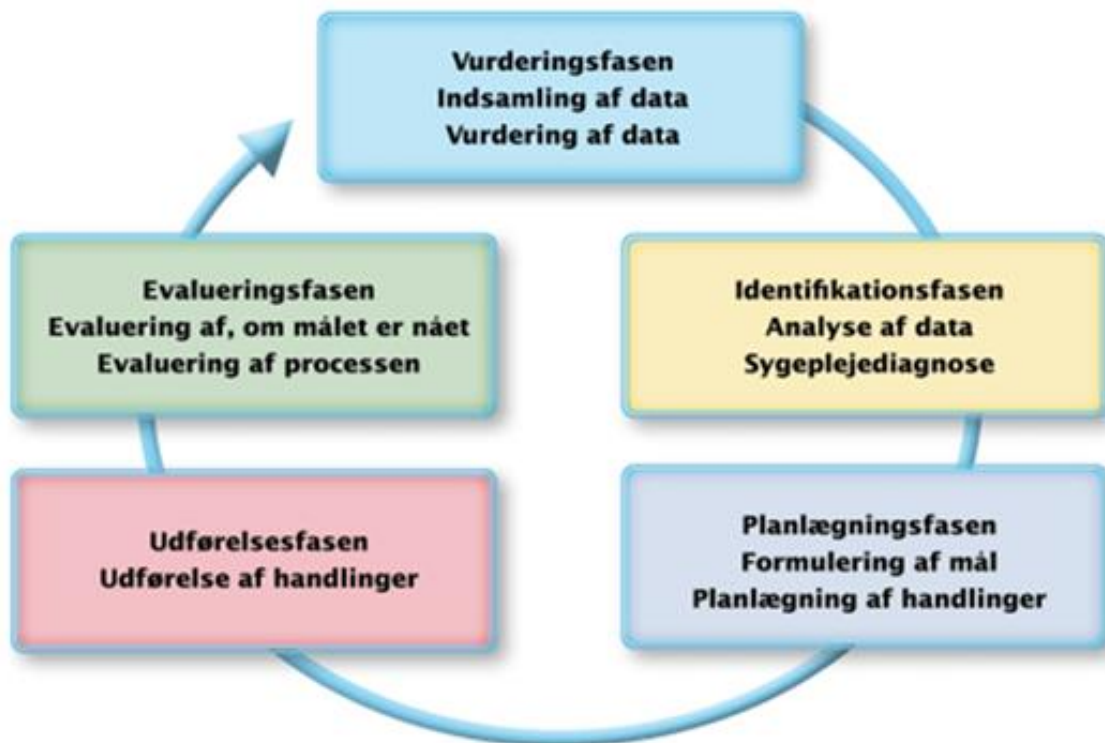 Vurderingsfasen
Indsamling af data
Vurdering af data
Identifikationsfasen
Analyse af data
Sygeplejediagnose
Planlægningsfasen
Formulering af mål
Planlægning af handlinger
Udførelsesfasen
Udførelse af handlinger
Evalueringsfasen
Evaluering af, om målet er nået
Evaluering af processen